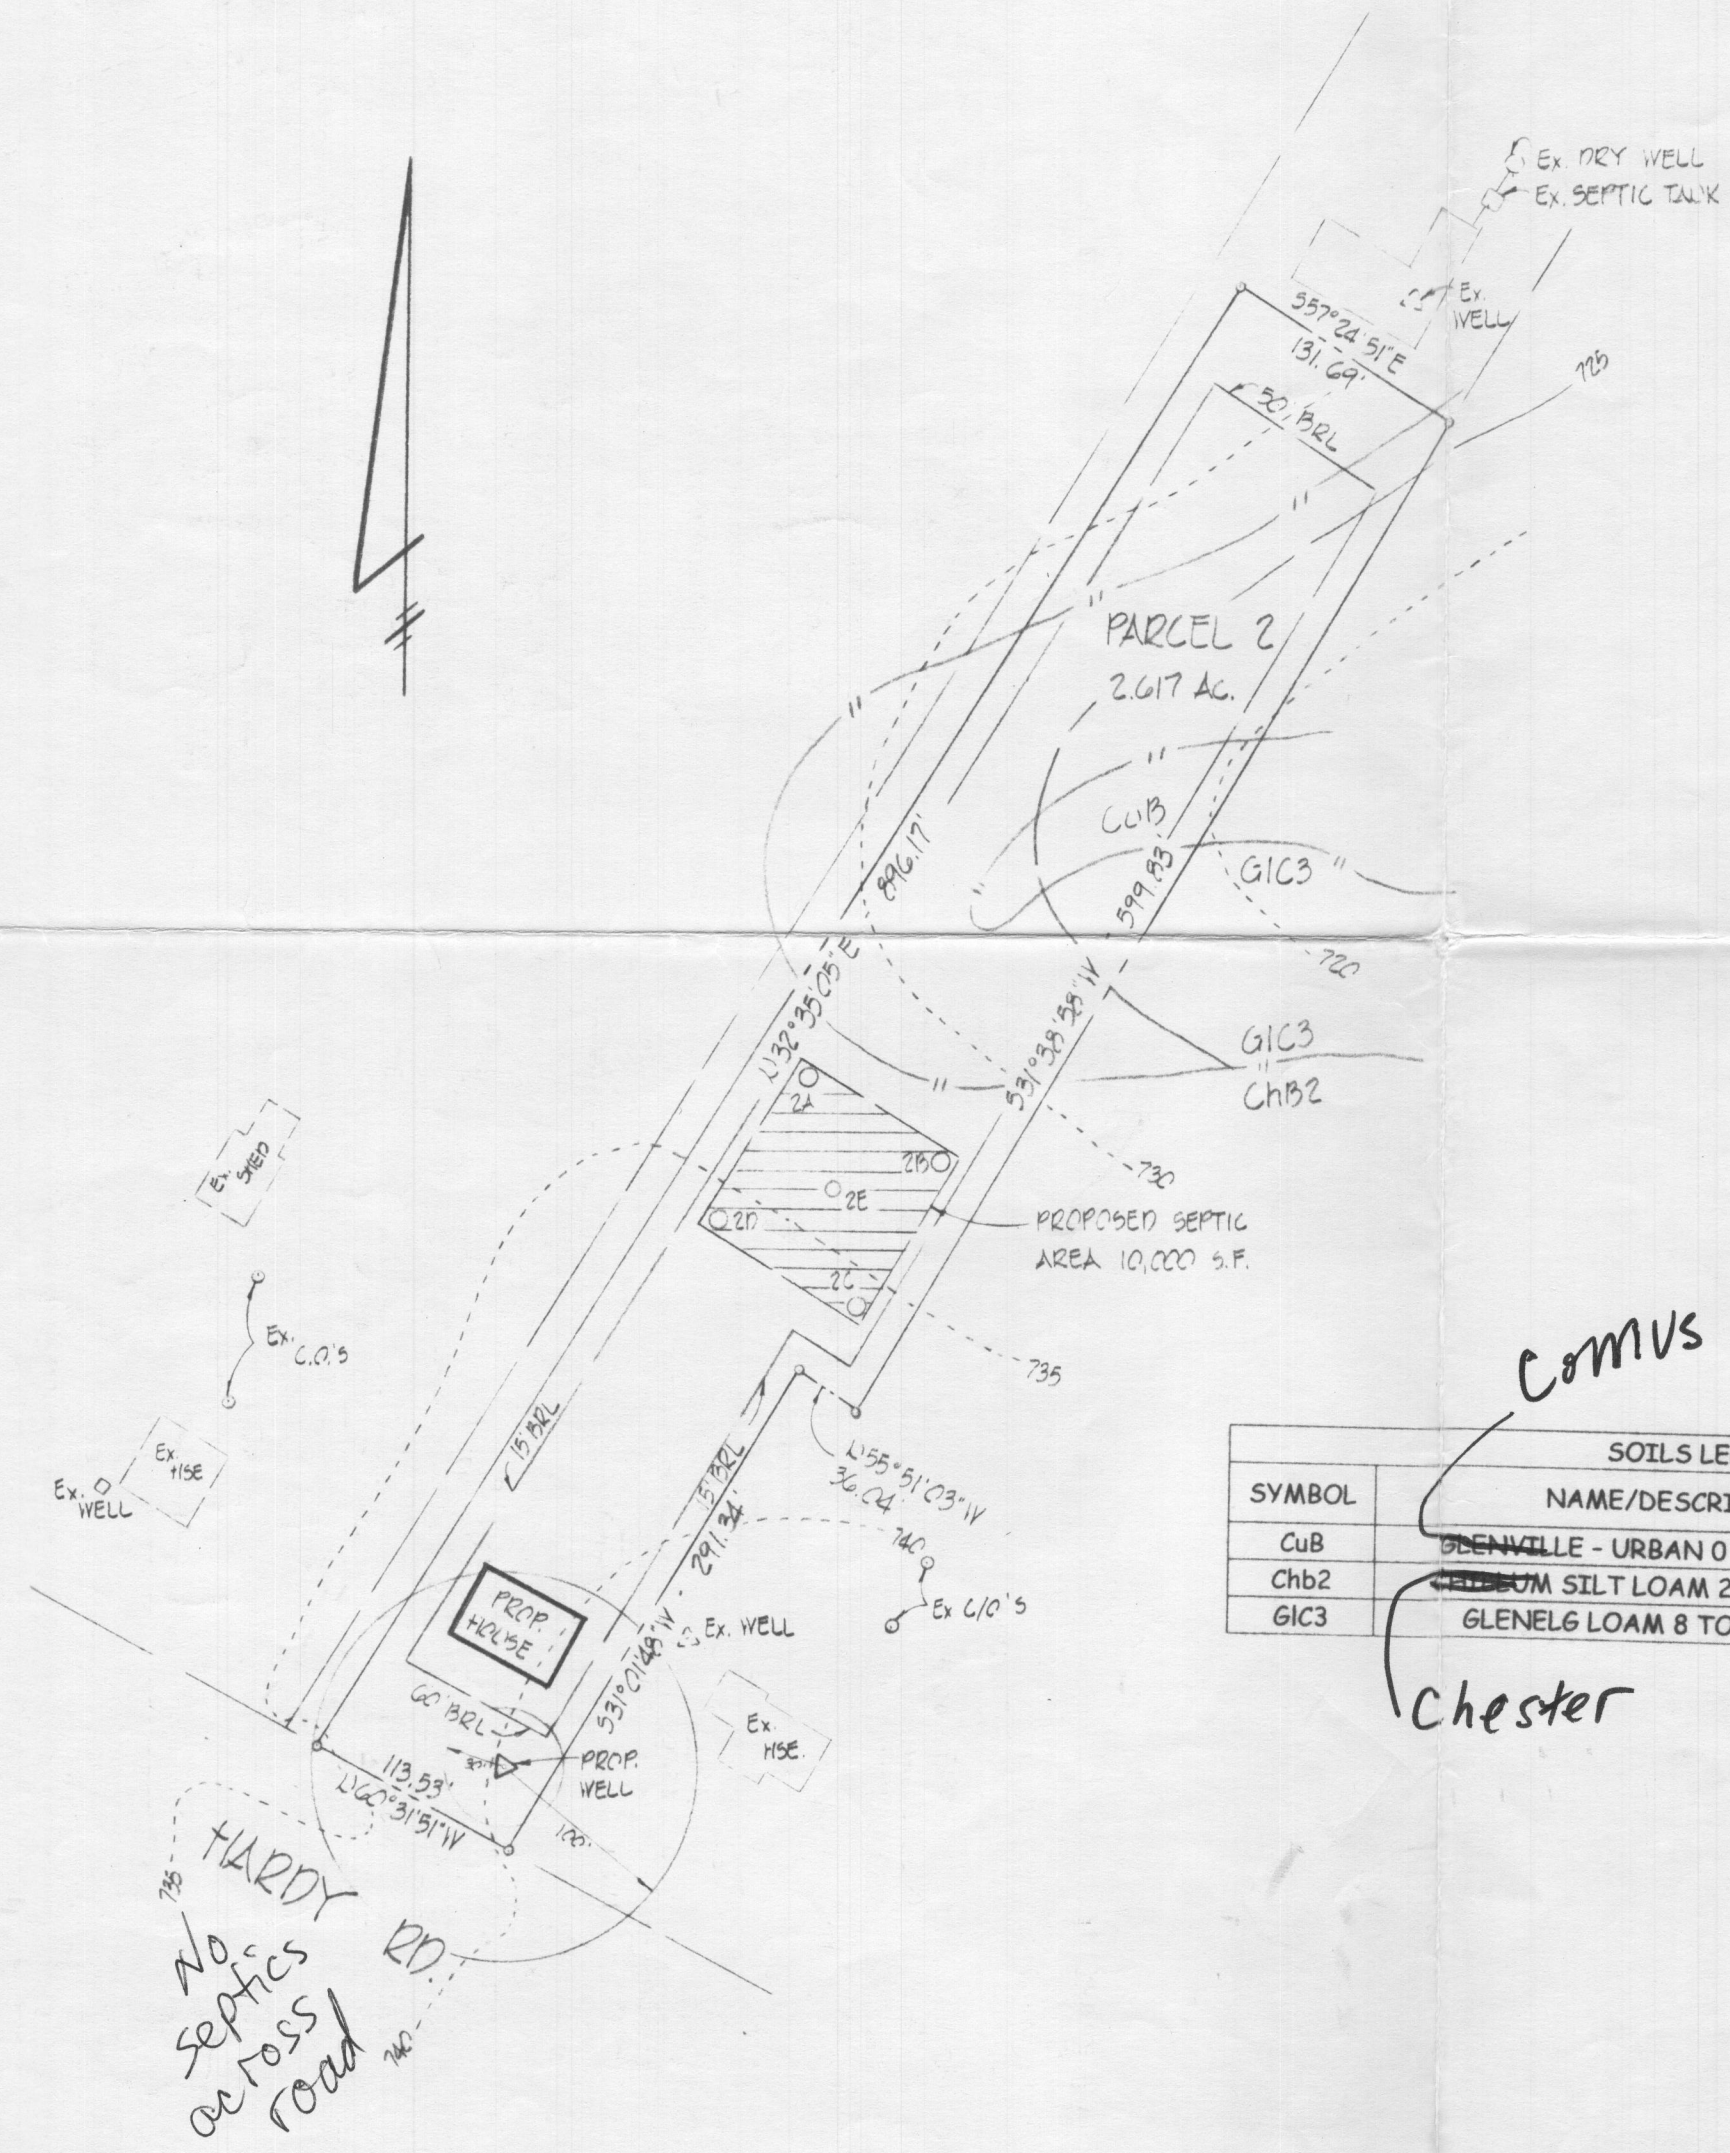 Ex. DRY WELL
Ex. SEPTIC TANK
Ex.
WELL
S57°24'51"E
131.69'
725
50' BRL
PARCEL 2
2.617 AC.
CuB
GlC3
896.17'
599.83'
N32°35'05"E
720
S31°38'58"W
GlC3
ChB2
2A
2B
2E
2D
2C
730
PROPOSED SEPTIC
AREA 10,000 S.F.
Ex.
SHED
Ex.
C.O.'S
735
15' BRL
15' BRL
N55°51'03"W
36.04'
291.34'
740
Ex.
HSE
Ex.
WELL
Ex C/O'S
Ex. WELL
PROP.
HOUSE
S31°01'48"W
60' BRL
Ex.
HSE.
PROP.
WELL
113.53'
N60°31'51"W
100'
HARDY
RD.
735
740
No
septics
across
road
Comus
SOILS LE
SYMBOL NAME/DESCRI
CuB GLENVILLE - URBAN 0
Chb2 CHILLUM SILT LOAM 2
GlC3 GLENELG LOAM 8 TO
Chester